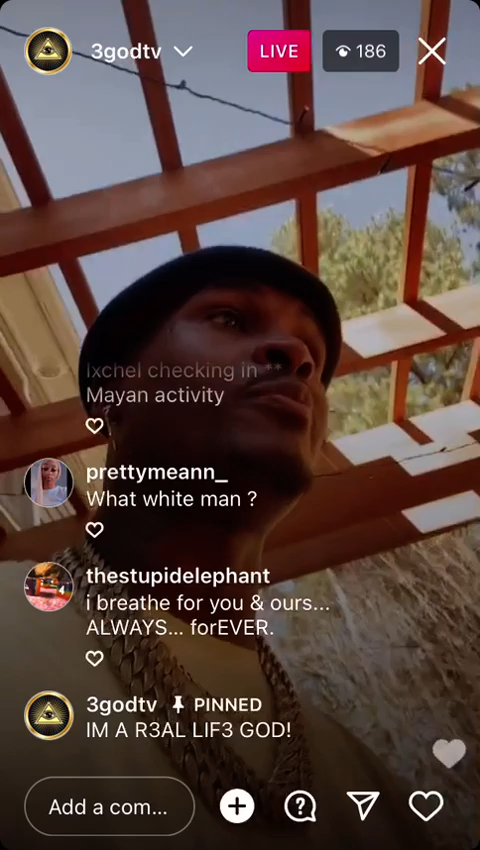 3godtv
LIVE
186
Ixchel checking in
Mayan activity
prettymeann_
What white man ?
thestupidelephant
i breathe for you & ours...
ALWAYS... forEVER.
3godtv PINNED
IM A R3AL LIF3 GOD!
Add a com...